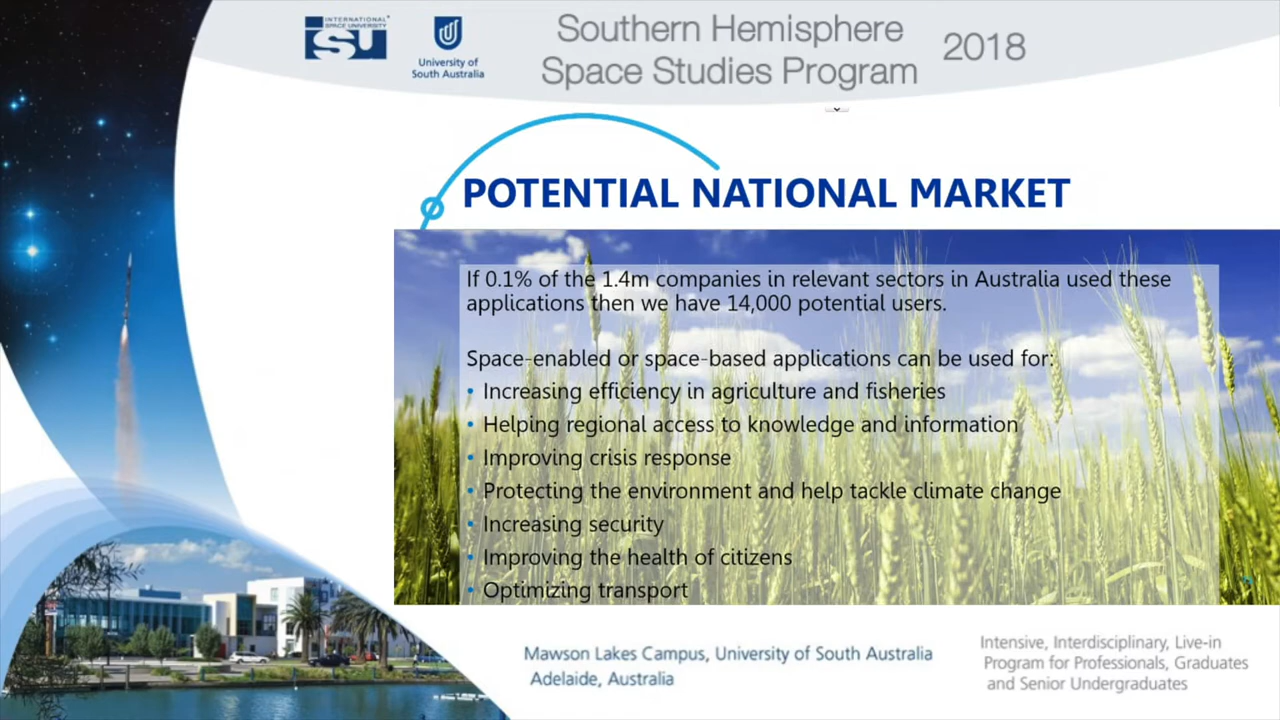 INTERNATIONAL
SPACE UNIVERSITY
ISU
University of
South Australia
Southern Hemisphere
Space Studies Program
2018
POTENTIAL NATIONAL MARKET
If 0.1% of the 1.4m companies in relevant sectors in Australia used these
applications then we have 14,000 potential users.
Space-enabled or space-based applications can be used for:
• Increasing efficiency in agriculture and fisheries
• Helping regional access to knowledge and information
• Improving crisis response
• Protecting the environment and help tackle climate change
• Increasing security
• Improving the health of citizens
• Optimizing transport
Mawson Lakes Campus, University of South Australia
Adelaide, Australia
Intensive, Interdisciplinary, Live-in
Program for Professionals, Graduates
and Senior Undergraduates